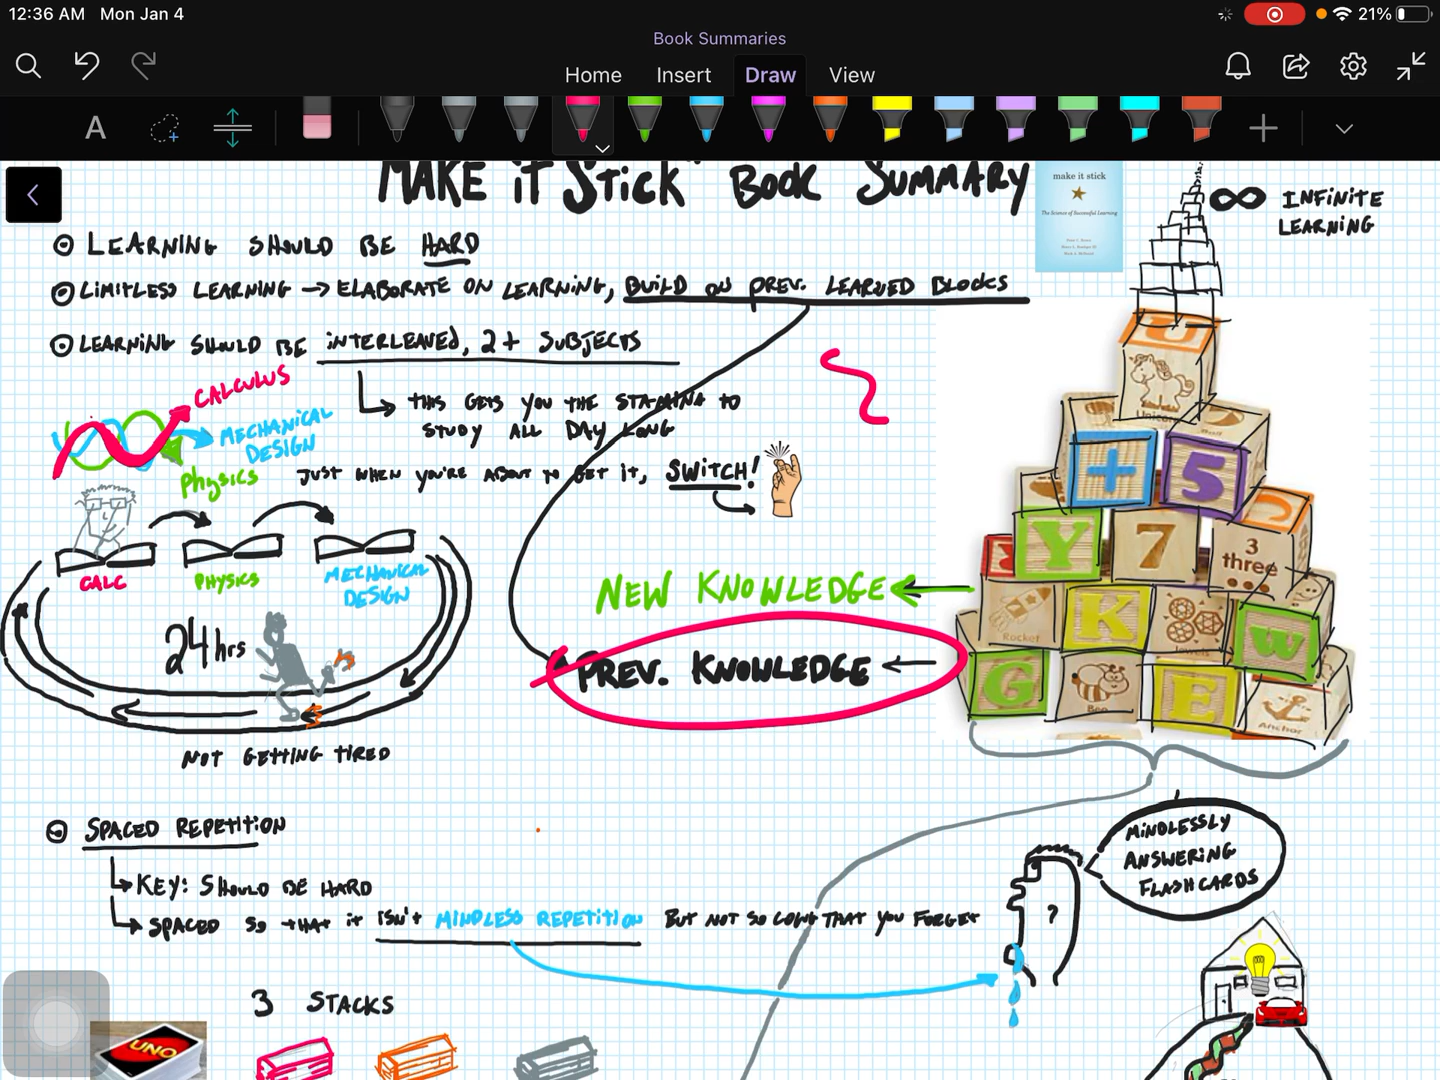 12:36 AM Mon Jan 4
21%
Book Summaries
Home Insert Draw View
A
MAKE iT STick" Book SUMMARY
make it stick
The Science of Successful Learning
∞ INFINITE
LEARNING
LEARNING SHOULD BE HARD
LIMITLESS LEARNING → ELABORATE ON LEARNING, BUILD ON PREV. LEARNED BLOCKS
LEARNING SHOULD BE INTERLEAVED, 2+ SUBJECTS
THIS GETS YOU THE STAMINA TO
STUDY ALL DAY LONG
CALCULUS
MECHANICAL
DESIGN
Physics
JUST WHEN YOU'RE ABOUT TO GET IT, SWITCH!
CALC
PHYSICS
MECHANICAL
DESIGN
24 hrs
NOT GETTING TIRED
NEW KNOWLEDGE ←
PREV. KNOWLEDGE ←
U
Unicorn
+ 5
Y 7 3
three
Rocket K Jewels W
G Bee E Anchor
SPACED REPETITION
KEY: SHOULD BE HARD
SPACED SO THAT iT ISN'T MINDLESS REPETITION BUT NOT SO LONG THAT YOU FORGET
?
MINDLESSLY
ANSWERING
FLASHCARDS
3 STACKS
UNO